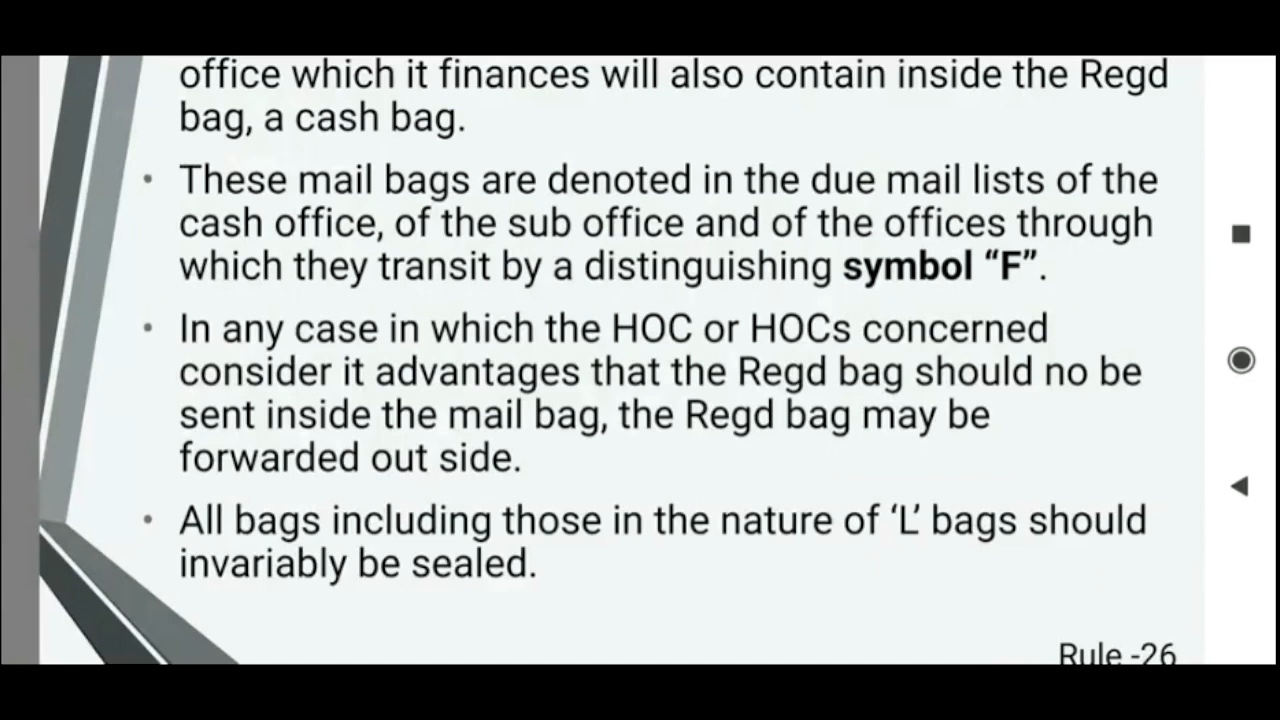 office which it finances will also contain inside the Regd
bag, a cash bag.
• These mail bags are denoted in the due mail lists of the
cash office, of the sub office and of the offices through
which they transit by a distinguishing symbol “F”.
• In any case in which the HOC or HOCs concerned
consider it advantages that the Regd bag should no be
sent inside the mail bag, the Regd bag may be
forwarded out side.
• All bags including those in the nature of ‘L’ bags should
invariably be sealed.
Rule -26